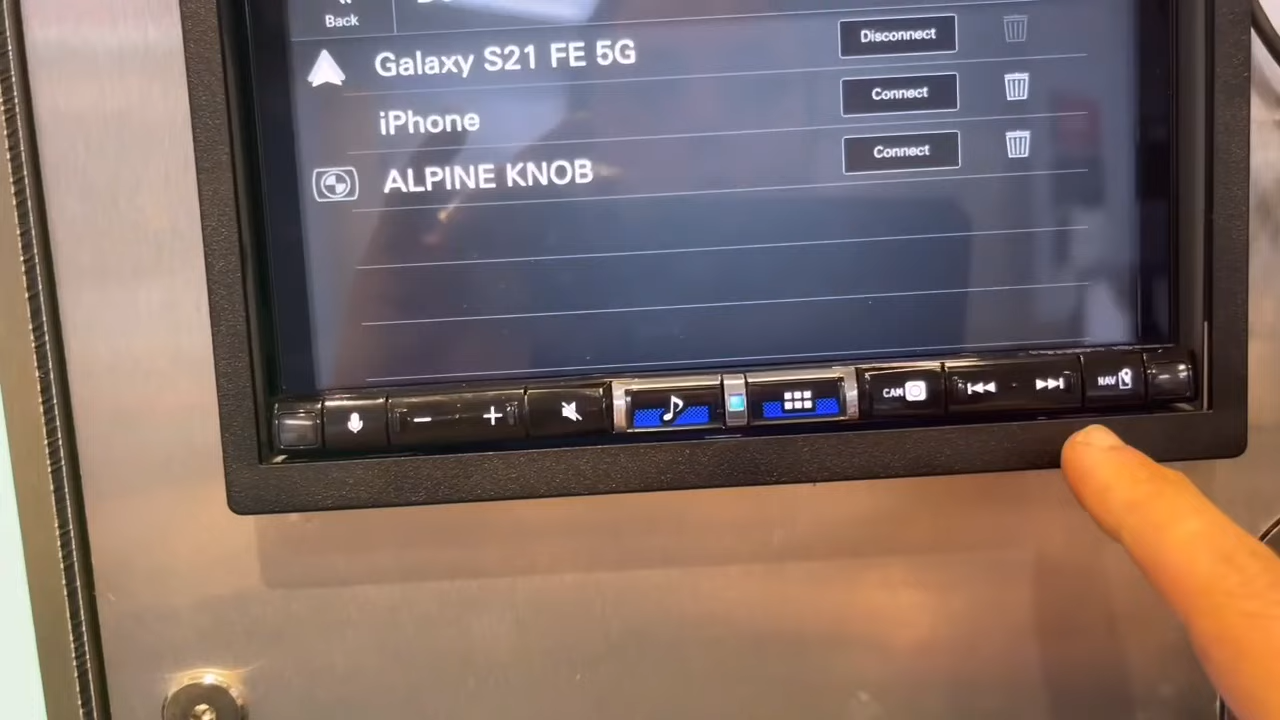 Back
Galaxy S21 FE 5G
Disconnect
iPhone
Connect
ALPINE KNOB
Connect
CAM
NAV